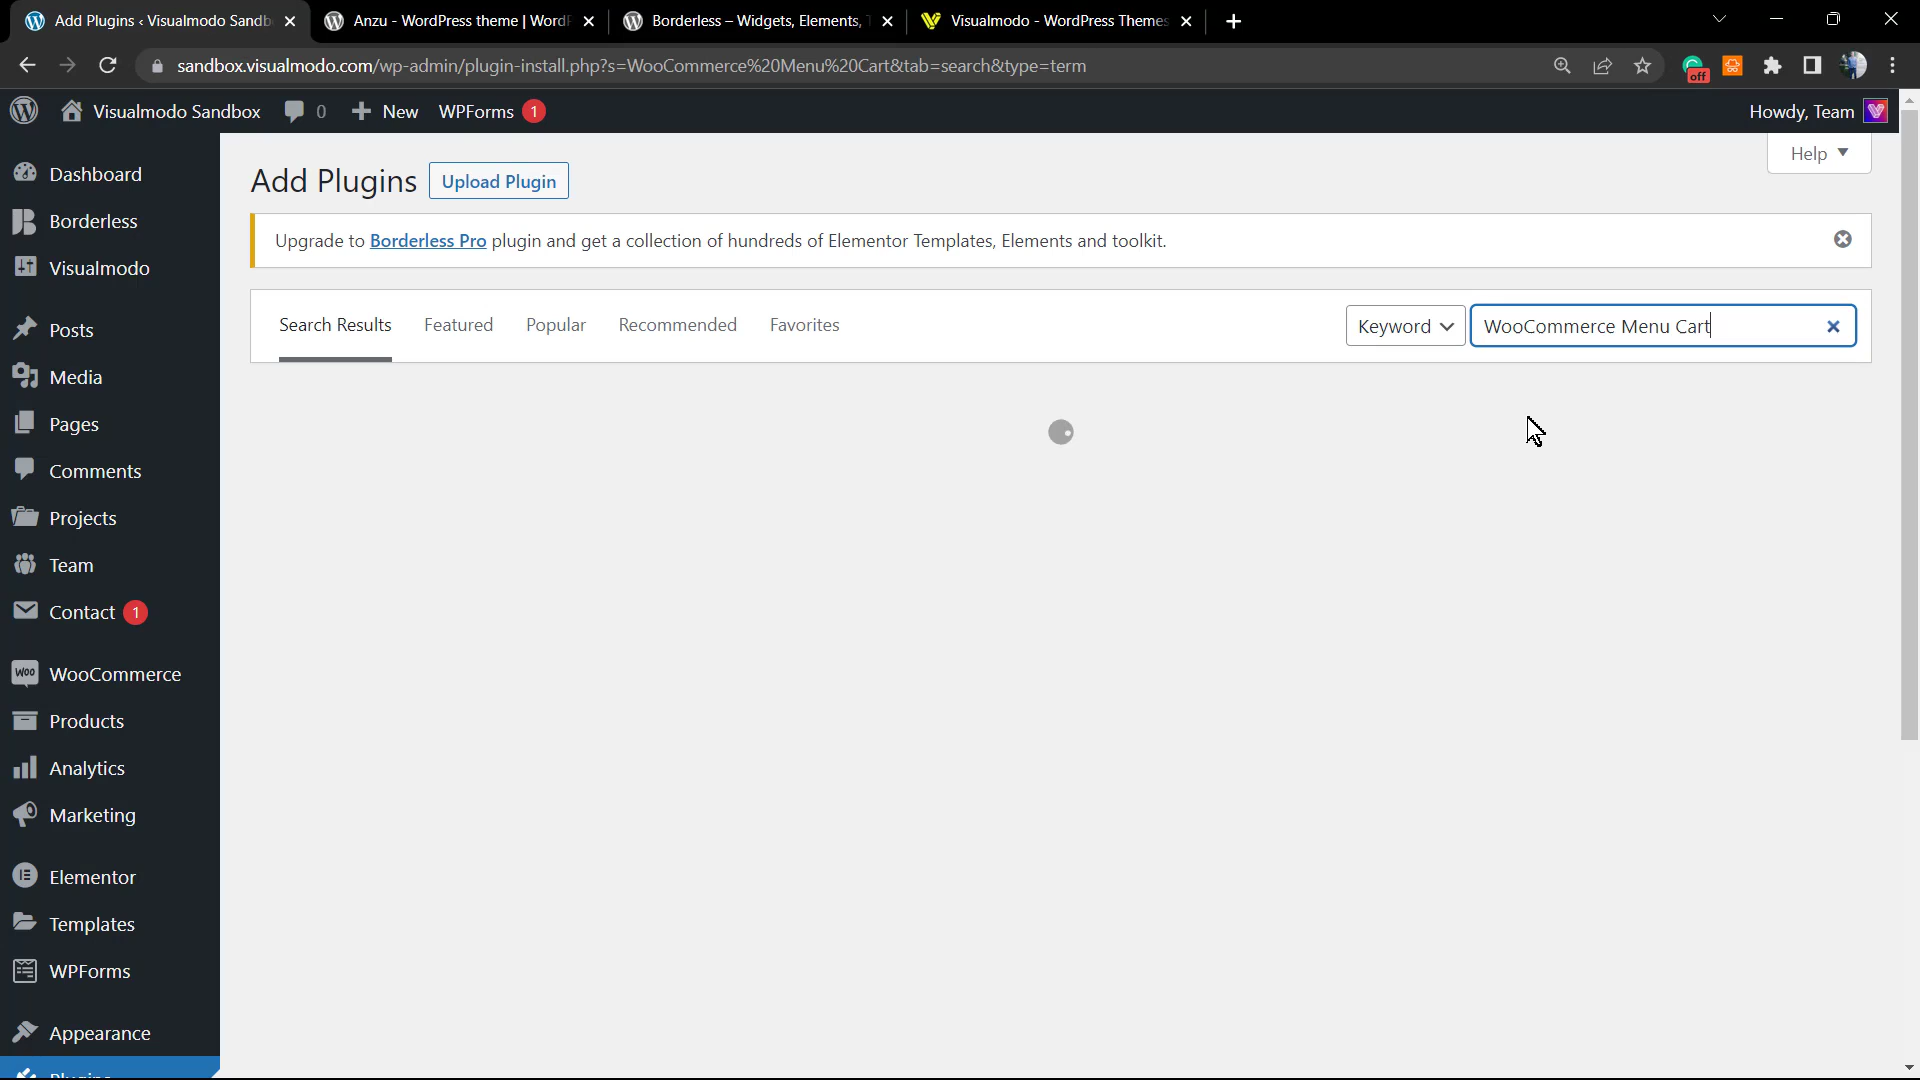 Add Plugins ‹ Visualmodo Sandb
Anzu - WordPress theme | Word
Borderless – Widgets, Elements,
Visualmodo - WordPress Themes
sandbox.visualmodo.com/wp-admin/plugin-install.php?s=WooCommerce%20Menu%20Cart&tab=search&type=term
off
Visualmodo Sandbox
0
New
WPForms 1
Howdy, Team
Help
Dashboard
Borderless
Visualmodo
Posts
Media
Pages
Comments
Projects
Team
Contact 1
Woo WooCommerce
Products
Analytics
Marketing
Elementor
Templates
WPForms
Appearance
Plugins
Add Plugins
Upload Plugin
Upgrade to Borderless Pro plugin and get a collection of hundreds of Elementor Templates, Elements and toolkit.
Search Results
Featured
Popular
Recommended
Favorites
Keyword
WooCommerce Menu Cart